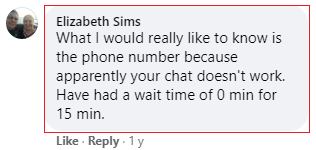 Elizabeth Sims
What I would really like to know is
the phone number because
apparently your chat doesn't work.
Have had a wait time of 0 min for
15 min.
Like · Reply · 1 y